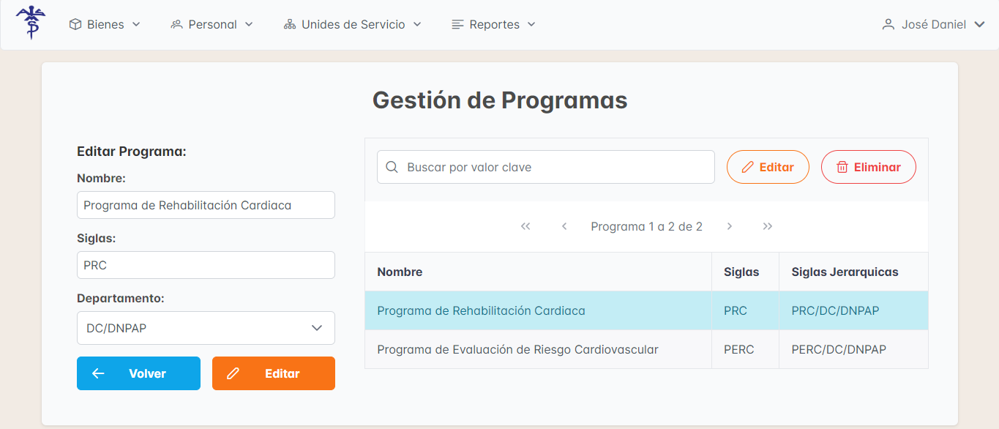 Bienes
Personal
Unides de Servicio
Reportes
José Daniel
Gestión de Programas
Editar Programa:
Nombre:
Programa de Rehabilitación Cardiaca
Siglas:
PRC
Departamento:
DC/DNPAP
Volver
Editar
Buscar por valor clave
Editar
Eliminar
Programa 1 a 2 de 2
Nombre Siglas Siglas Jerarquicas
Programa de Rehabilitación Cardiaca PRC PRC/DC/DNPAP
Programa de Evaluación de Riesgo Cardiovascular PERC PERC/DC/DNPAP